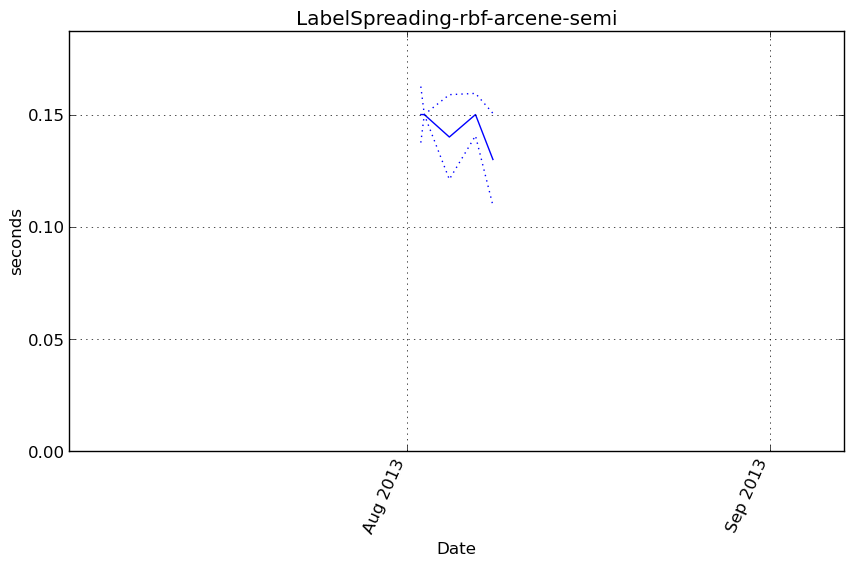 LabelSpreading-rbf-arcene-semi
0.15
0.10
0.05
0.00
seconds
Aug 2013
Sep 2013
Date